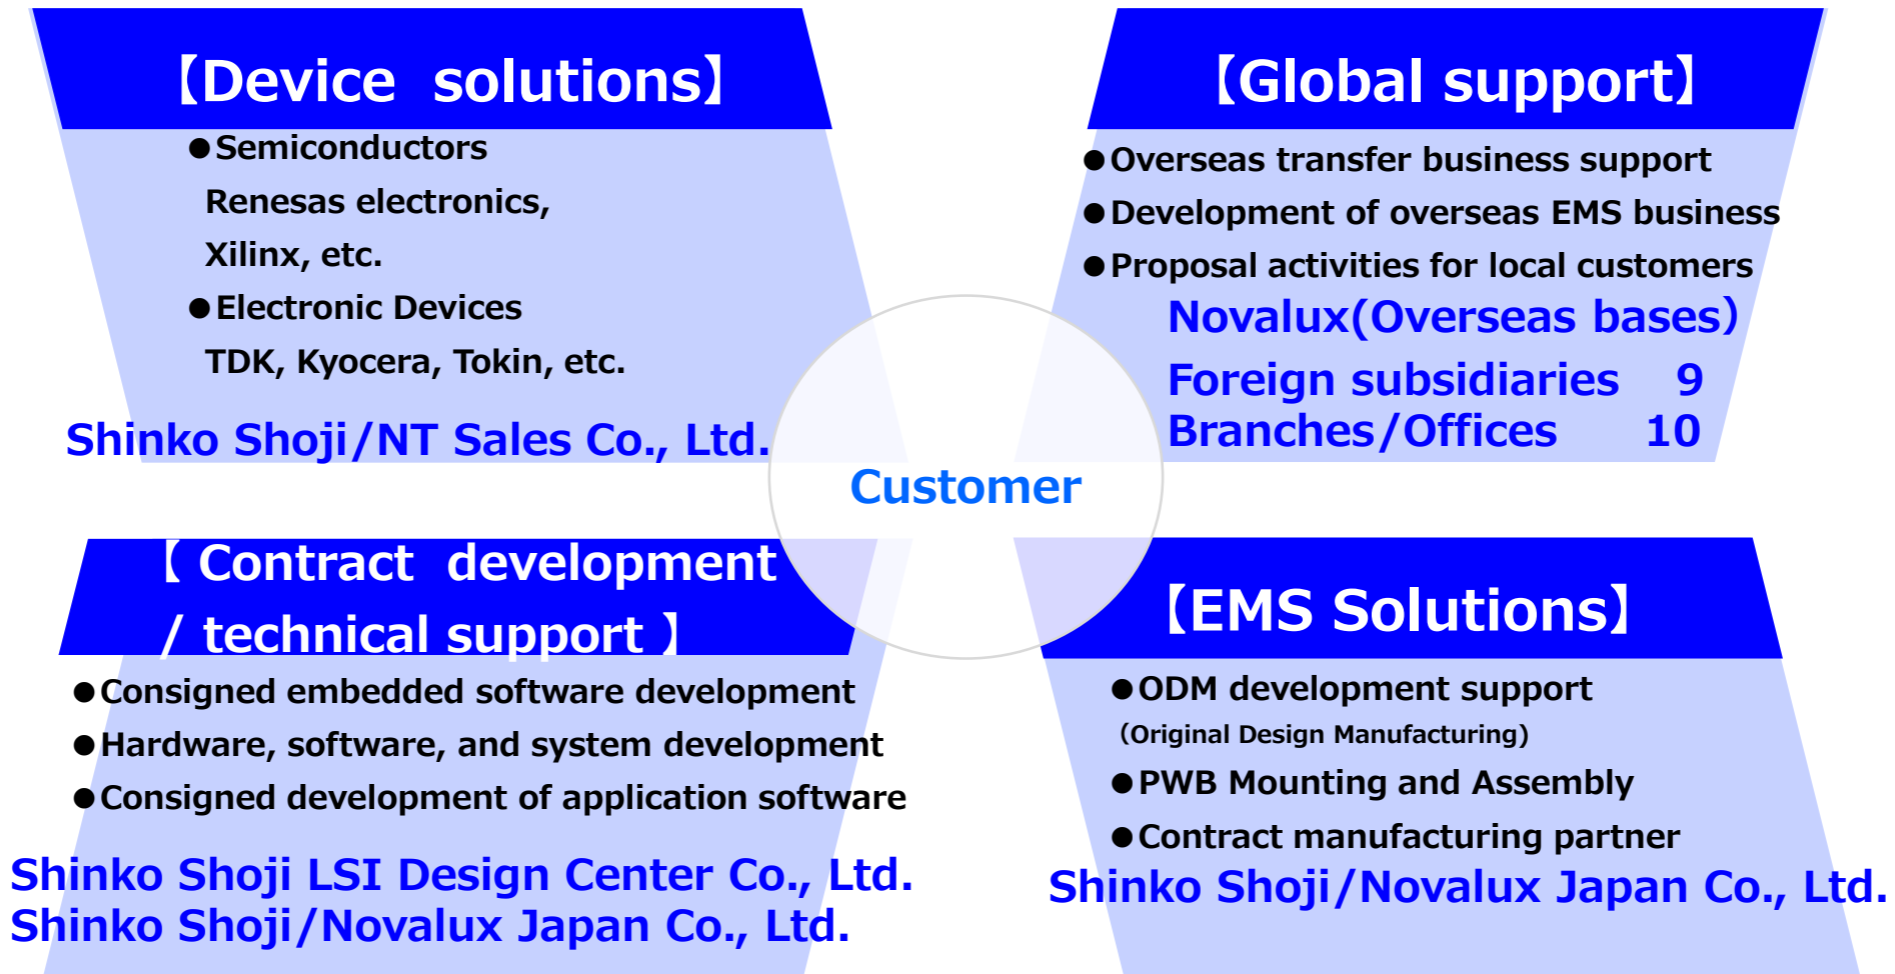 【Device solutions】
●Semiconductors
Renesas electronics,
Xilinx, etc.
●Electronic Devices
TDK, Kyocera, Tokin, etc.
Shinko Shoji/NT Sales Co., Ltd.
【Global support】
●Overseas transfer business support
●Development of overseas EMS business
●Proposal activities for local customers
Novalux(Overseas bases）
Foreign subsidiaries 9
Branches/Offices 10
Customer
【 Contract development
/ technical support 】
●Consigned embedded software development
●Hardware, software, and system development
●Consigned development of application software
Shinko Shoji LSI Design Center Co., Ltd.
Shinko Shoji/Novalux Japan Co., Ltd.
【EMS Solutions】
●ODM development support
（Original Design Manufacturing)
●PWB Mounting and Assembly
●Contract manufacturing partner
Shinko Shoji/Novalux Japan Co., Ltd.